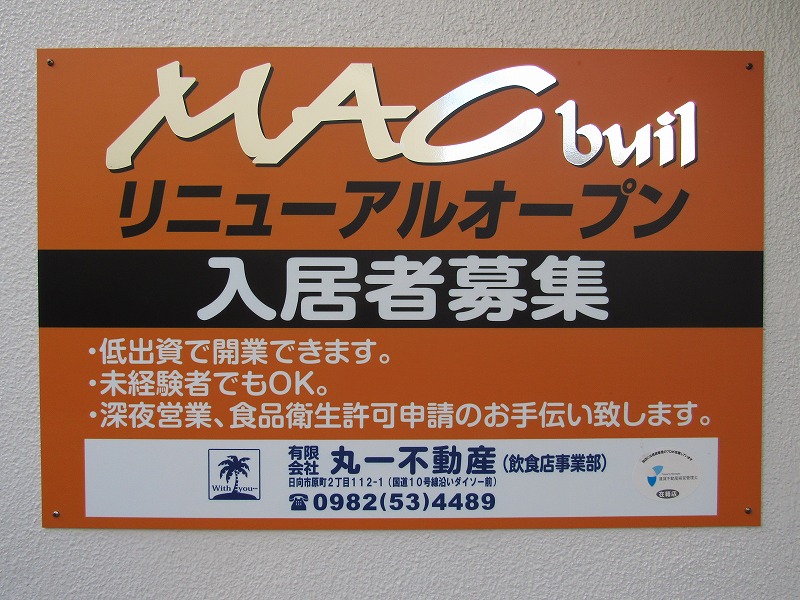 MAC buil
リニューアルオープン
入居者募集
・低出資で開業できます。
・未経験者でもOK。
・深夜営業、食品衛生許可申請のお手伝い致します。
With you～
有限会社 丸一不動産(飲食店事業部)
日向市原町2丁目112-1(国道10号線沿いダイソー前)
☎0982(53)4489
在籍店